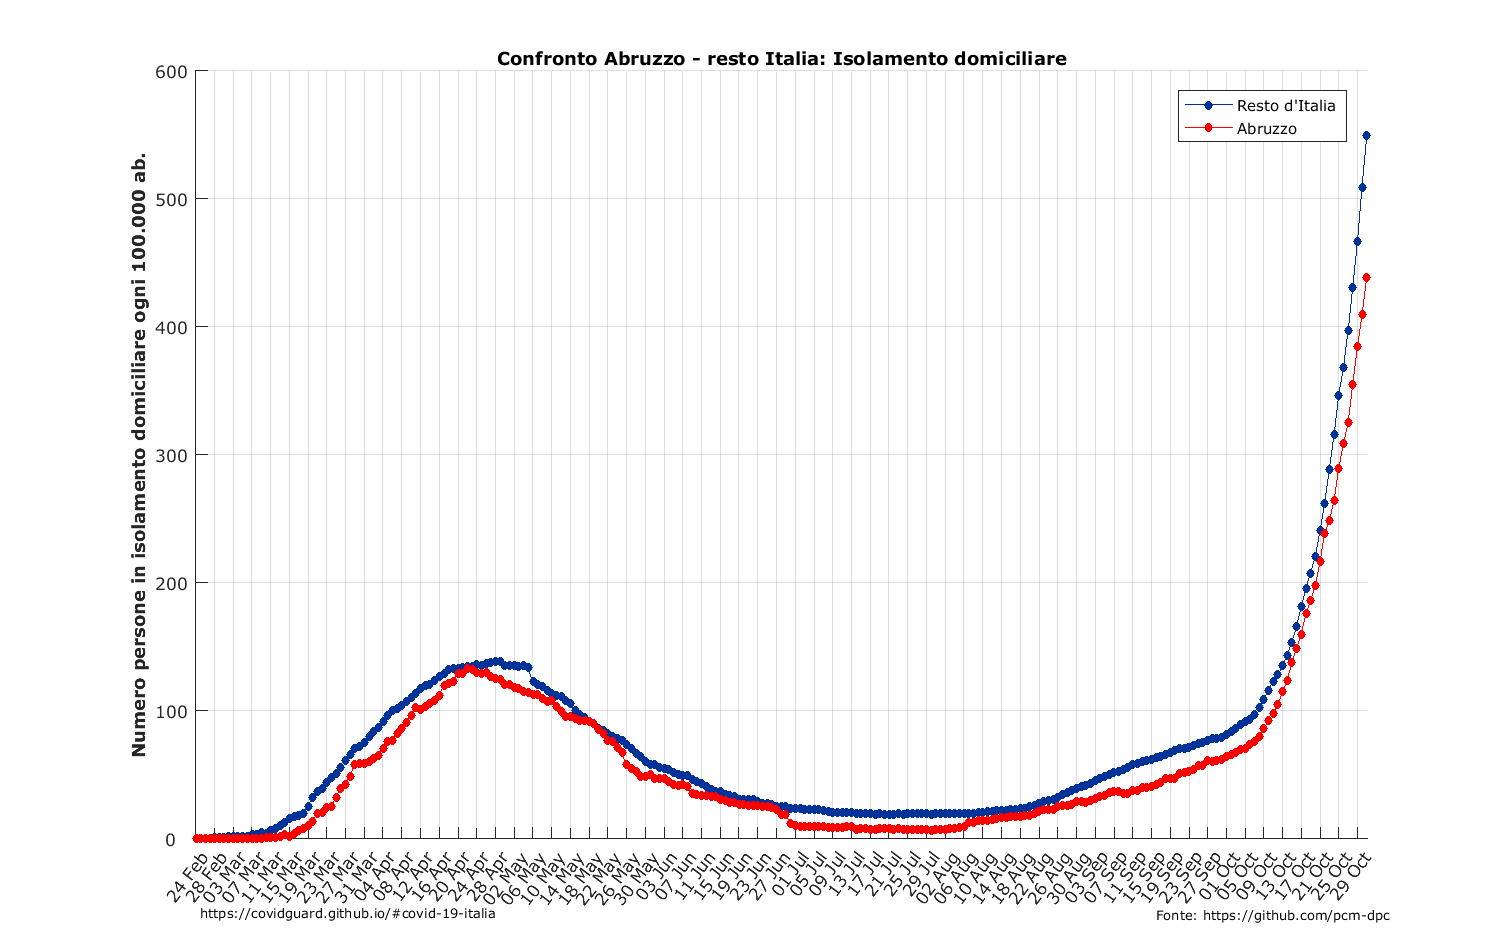 Confronto Abruzzo - resto Italia: Isolamento domiciliare
Resto d'Italia
Abruzzo
Numero persone in isolamento domiciliare ogni 100.000 ab.
600
500
400
300
200
100
0
24 Feb
28 Feb
03 Mar
07 Mar
11 Mar
15 Mar
19 Mar
23 Mar
27 Mar
31 Mar
04 Apr
08 Apr
12 Apr
16 Apr
20 Apr
24 Apr
28 Apr
02 May
06 May
10 May
14 May
18 May
22 May
26 May
30 May
03 Jun
07 Jun
11 Jun
15 Jun
19 Jun
23 Jun
27 Jun
01 Jul
05 Jul
09 Jul
13 Jul
17 Jul
21 Jul
25 Jul
29 Jul
02 Aug
06 Aug
10 Aug
14 Aug
18 Aug
22 Aug
26 Aug
30 Aug
03 Sep
07 Sep
11 Sep
15 Sep
19 Sep
23 Sep
27 Sep
01 Oct
05 Oct
09 Oct
13 Oct
17 Oct
21 Oct
25 Oct
29 Oct
https://covidguard.github.io/#covid-19-italia
Fonte: https://github.com/pcm-dpc